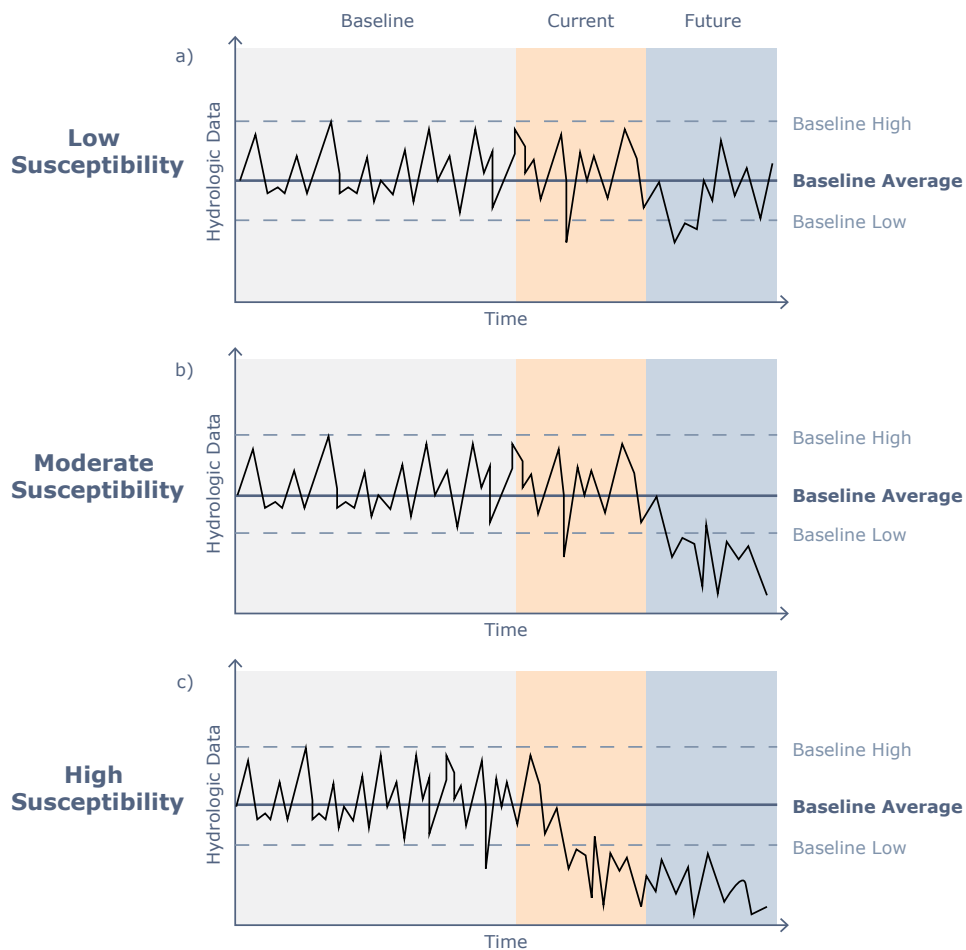 Baseline
Current
Future
a)
Low
Susceptibility
Hydrologic Data
Baseline High
Baseline Average
Baseline Low
Time
b)
Moderate
Susceptibility
Hydrologic Data
Baseline High
Baseline Average
Baseline Low
Time
c)
High
Susceptibility
Hydrologic Data
Baseline High
Baseline Average
Baseline Low
Time